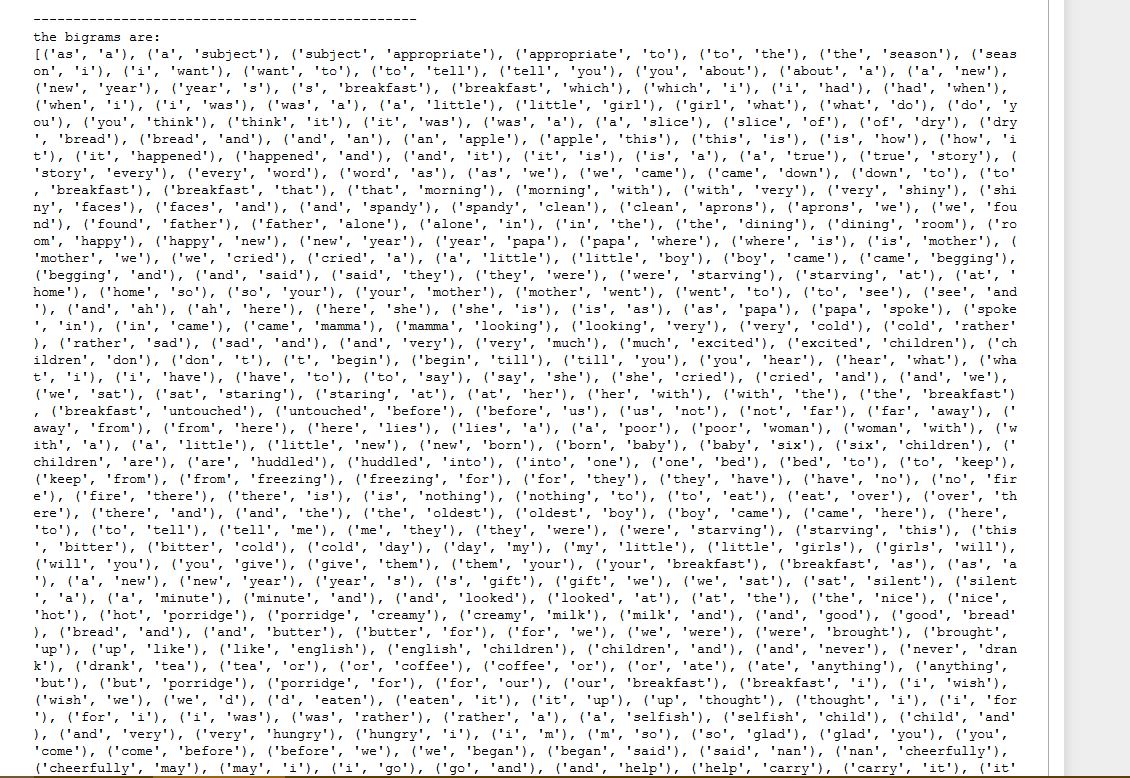 ------------------------------------------------
the bigrams are:
[('as', 'a'), ('a', 'subject'), ('subject', 'appropriate'), ('appropriate', 'to'), ('to', 'the'), ('the', 'season'), ('seas
on', 'i'), ('i', 'want'), ('want', 'to'), ('to', 'tell'), ('tell', 'you'), ('you', 'about'), ('about', 'a'), ('a', 'new'),
('new', 'year'), ('year', 's'), ('s', 'breakfast'), ('breakfast', 'which'), ('which', 'i'), ('i', 'had'), ('had', 'when'),
('when', 'i'), ('i', 'was'), ('was', 'a'), ('a', 'little'), ('little', 'girl'), ('girl', 'what'), ('what', 'do'), ('do', 'y
ou'), ('you', 'think'), ('think', 'it'), ('it', 'was'), ('was', 'a'), ('a', 'slice'), ('slice', 'of'), ('of', 'dry'), ('dry
', 'bread'), ('bread', 'and'), ('and', 'an'), ('an', 'apple'), ('apple', 'this'), ('this', 'is'), ('is', 'how'), ('how', 'i
t'), ('it', 'happened'), ('happened', 'and'), ('and', 'it'), ('it', 'is'), ('is', 'a'), ('a', 'true'), ('true', 'story'), (
'story', 'every'), ('every', 'word'), ('word', 'as'), ('as', 'we'), ('we', 'came'), ('came', 'down'), ('down', 'to'), ('to'
, 'breakfast'), ('breakfast', 'that'), ('that', 'morning'), ('morning', 'with'), ('with', 'very'), ('very', 'shiny'), ('shi
ny', 'faces'), ('faces', 'and'), ('and', 'spandy'), ('spandy', 'clean'), ('clean', 'aprons'), ('aprons', 'we'), ('we', 'fou
nd'), ('found', 'father'), ('father', 'alone'), ('alone', 'in'), ('in', 'the'), ('the', 'dining'), ('dining', 'room'), ('ro
om', 'happy'), ('happy', 'new'), ('new', 'year'), ('year', 'papa'), ('papa', 'where'), ('where', 'is'), ('is', 'mother'), (
'mother', 'we'), ('we', 'cried'), ('cried', 'a'), ('a', 'little'), ('little', 'boy'), ('boy', 'came'), ('came', 'begging'),
('begging', 'and'), ('and', 'said'), ('said', 'they'), ('they', 'were'), ('were', 'starving'), ('starving', 'at'), ('at', '
home'), ('home', 'so'), ('so', 'your'), ('your', 'mother'), ('mother', 'went'), ('went', 'to'), ('to', 'see'), ('see', 'and
'), ('and', 'ah'), ('ah', 'here'), ('here', 'she'), ('she', 'is'), ('is', 'as'), ('as', 'papa'), ('papa', 'spoke'), ('spoke
', 'in'), ('in', 'came'), ('came', 'mamma'), ('mamma', 'looking'), ('looking', 'very'), ('very', 'cold'), ('cold', 'rather'
), ('rather', 'sad'), ('sad', 'and'), ('and', 'very'), ('very', 'much'), ('much', 'excited'), ('excited', 'children'), ('ch
ildren', 'don'), ('don', 't'), ('t', 'begin'), ('begin', 'till'), ('till', 'you'), ('you', 'hear'), ('hear', 'what'), ('wha
t', 'i'), ('i', 'have'), ('have', 'to'), ('to', 'say'), ('say', 'she'), ('she', 'cried'), ('cried', 'and'), ('and', 'we'),
('we', 'sat'), ('sat', 'staring'), ('staring', 'at'), ('at', 'her'), ('her', 'with'), ('with', 'the'), ('the', 'breakfast')
, ('breakfast', 'untouched'), ('untouched', 'before'), ('before', 'us'), ('us', 'not'), ('not', 'far'), ('far', 'away'), ('
away', 'from'), ('from', 'here'), ('here', 'lies'), ('lies', 'a'), ('a', 'poor'), ('poor', 'woman'), ('woman', 'with'), ('w
ith', 'a'), ('a', 'little'), ('little', 'new'), ('new', 'born'), ('born', 'baby'), ('baby', 'six'), ('six', 'children'), ('
children', 'are'), ('are', 'huddled'), ('huddled', 'into'), ('into', 'one'), ('one', 'bed'), ('bed', 'to'), ('to', 'keep'),
('keep', 'from'), ('from', 'freezing'), ('freezing', 'for'), ('for', 'they'), ('they', 'have'), ('have', 'no'), ('no', 'fir
e'), ('fire', 'there'), ('there', 'is'), ('is', 'nothing'), ('nothing', 'to'), ('to', 'eat'), ('eat', 'over'), ('over', 'th
ere'), ('there', 'and'), ('and', 'the'), ('the', 'oldest'), ('oldest', 'boy'), ('boy', 'came'), ('came', 'here'), ('here',
'to'), ('to', 'tell'), ('tell', 'me'), ('me', 'they'), ('they', 'were'), ('were', 'starving'), ('starving', 'this'), ('this
', 'bitter'), ('bitter', 'cold'), ('cold', 'day'), ('day', 'my'), ('my', 'little'), ('little', 'girls'), ('girls', 'will'),
('will', 'you'), ('you', 'give'), ('give', 'them'), ('them', 'your'), ('your', 'breakfast'), ('breakfast', 'as'), ('as', 'a
'), ('a', 'new'), ('new', 'year'), ('year', 's'), ('s', 'gift'), ('gift', 'we'), ('we', 'sat'), ('sat', 'silent'), ('silent
', 'a'), ('a', 'minute'), ('minute', 'and'), ('and', 'looked'), ('looked', 'at'), ('at', 'the'), ('the', 'nice'), ('nice',
'hot'), ('hot', 'porridge'), ('porridge', 'creamy'), ('creamy', 'milk'), ('milk', 'and'), ('and', 'good'), ('good', 'bread'
), ('bread', 'and'), ('and', 'butter'), ('butter', 'for'), ('for', 'we'), ('we', 'were'), ('were', 'brought'), ('brought',
'up'), ('up', 'like'), ('like', 'english'), ('english', 'children'), ('children', 'and'), ('and', 'never'), ('never', 'dran
k'), ('drank', 'tea'), ('tea', 'or'), ('or', 'coffee'), ('coffee', 'or'), ('or', 'ate'), ('ate', 'anything'), ('anything',
'but'), ('but', 'porridge'), ('porridge', 'for'), ('for', 'our'), ('our', 'breakfast'), ('breakfast', 'i'), ('i', 'wish'),
('wish', 'we'), ('we', 'd'), ('d', 'eaten'), ('eaten', 'it'), ('it', 'up'), ('up', 'thought'), ('thought', 'i'), ('i', 'for
'), ('for', 'i'), ('i', 'was'), ('was', 'rather'), ('rather', 'a'), ('a', 'selfish'), ('selfish', 'child'), ('child', 'and'
), ('and', 'very'), ('very', 'hungry'), ('hungry', 'i'), ('i', 'm'), ('m', 'so'), ('so', 'glad'), ('glad', 'you'), ('you',
'come'), ('come', 'before'), ('before', 'we'), ('we', 'began'), ('began', 'said'), ('said', 'nan'), ('nan', 'cheerfully'),
('cheerfully', 'may'), ('may', 'i'), ('i', 'go'), ('go', 'and'), ('and', 'help'), ('help', 'carry'), ('carry', 'it'), ('it'